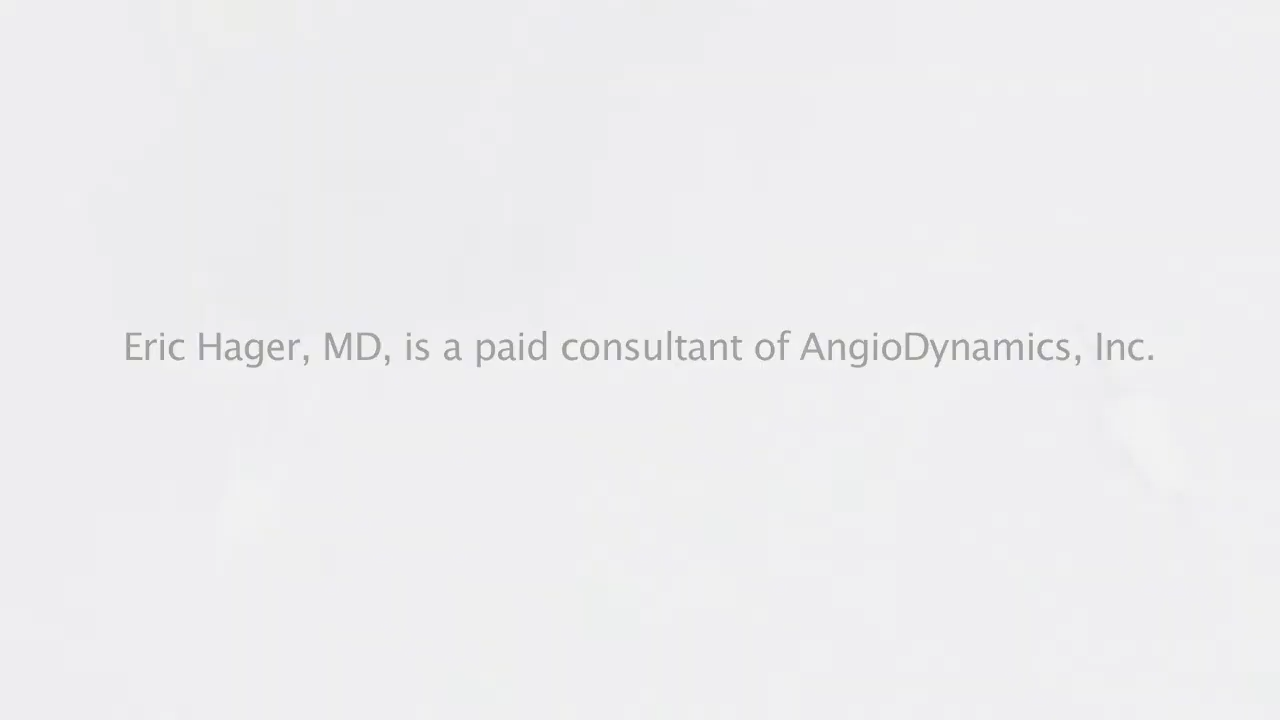 Eric Hager, MD, is a paid consultant of AngioDynamics, Inc.